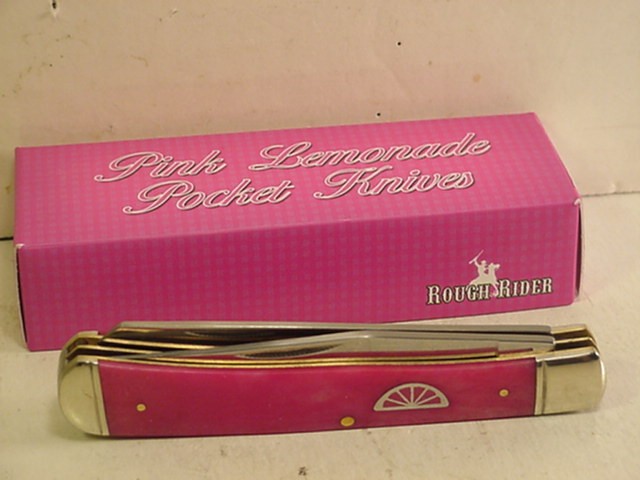 Pink Lemonade
Pocket Knives
ROUGH RIDER